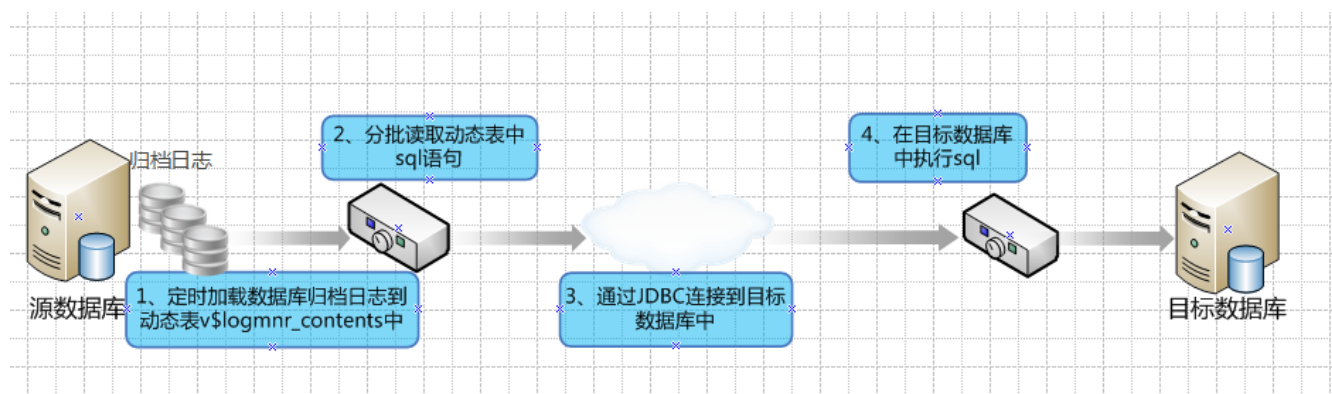 归档日志
源数据库
1、定时加载数据库归档日志到
动态表v$logmnr_contents中
2、分批读取动态表中
sql语句
3、通过JDBC连接到目标
数据库中
4、在目标数据库
中执行sql
目标数据库